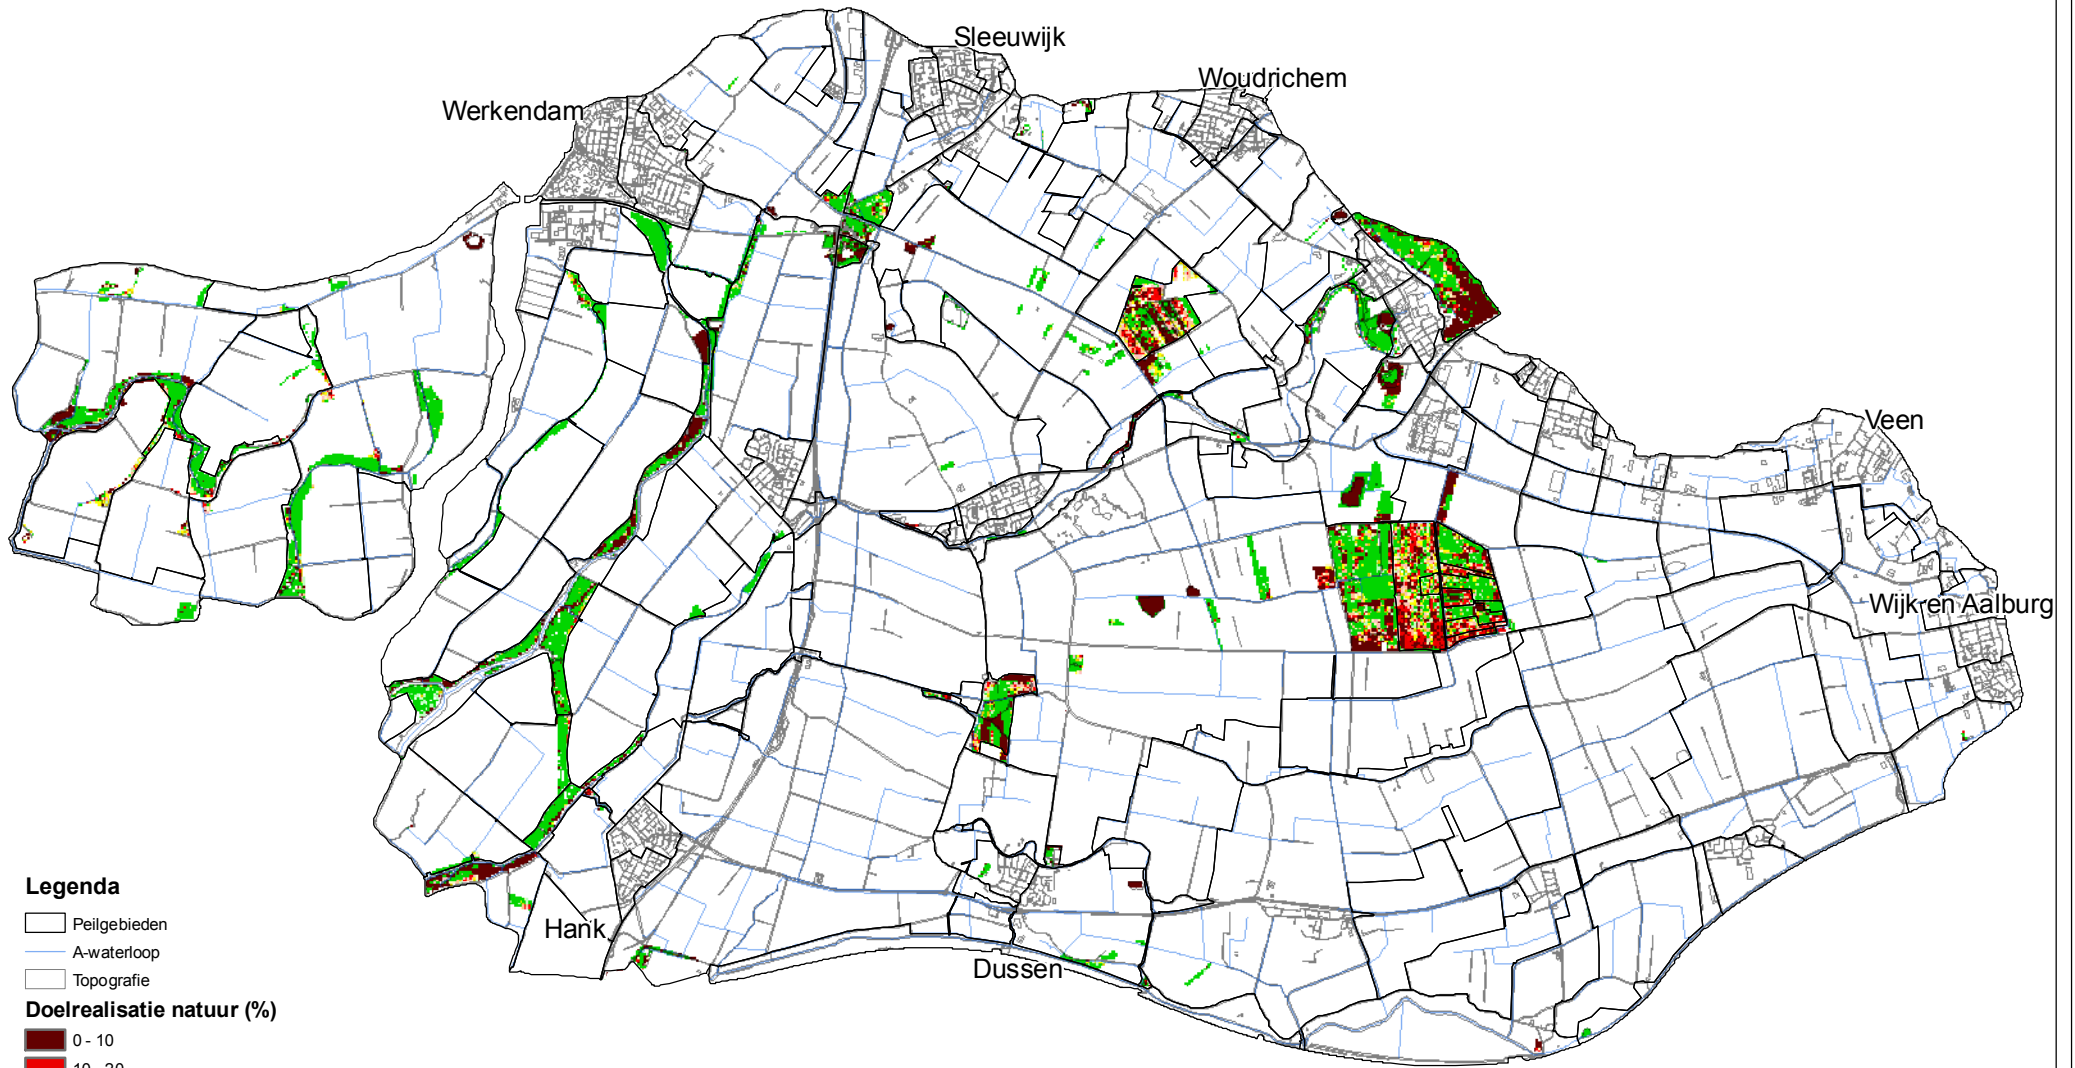 Sleeuwijk
Woudrichem
Werkendam
Veen
Wijk en Aalburg
Hank
Dussen
Legenda
Peilgebieden
A-waterloop
Topografie
Doelrealisatie natuur (%)
0 - 10